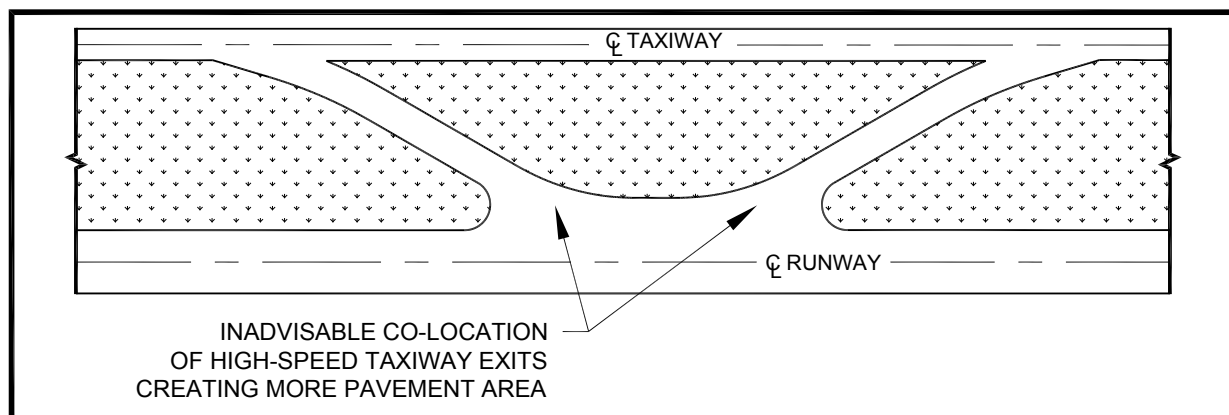 ℄ TAXIWAY
℄ RUNWAY
INADVISABLE CO-LOCATION
OF HIGH-SPEED TAXIWAY EXITS
CREATING MORE PAVEMENT AREA